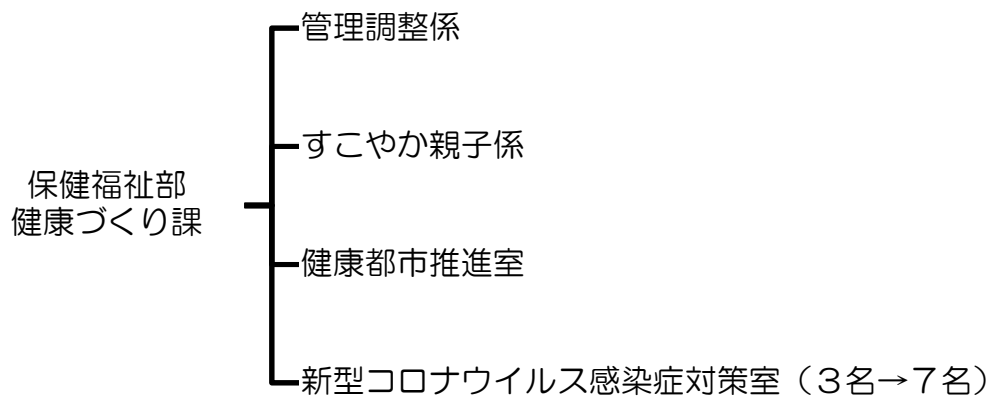 保健福祉部
健康づくり課
管理調整係
すこやか親子係
健康都市推進室
新型コロナウイルス感染症対策室（３名→７名）